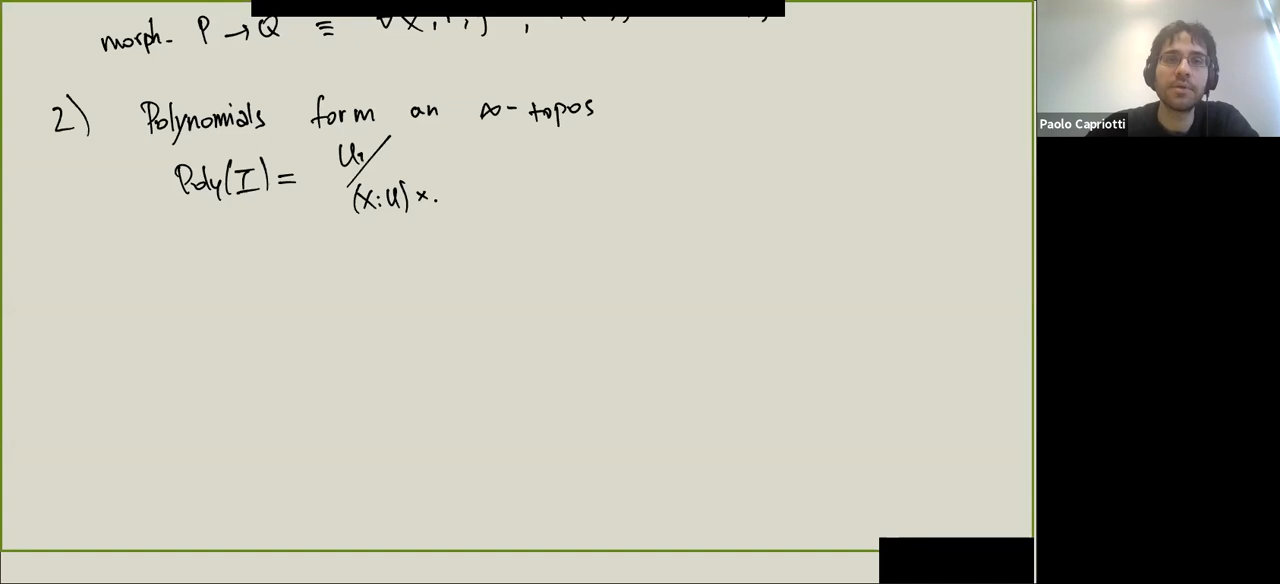 morph. P → Q ≡ ∀ X,
2) Polynomials form an ∞-topos
Poly(I) = U₁/(X:U) × .
Paolo Capriotti